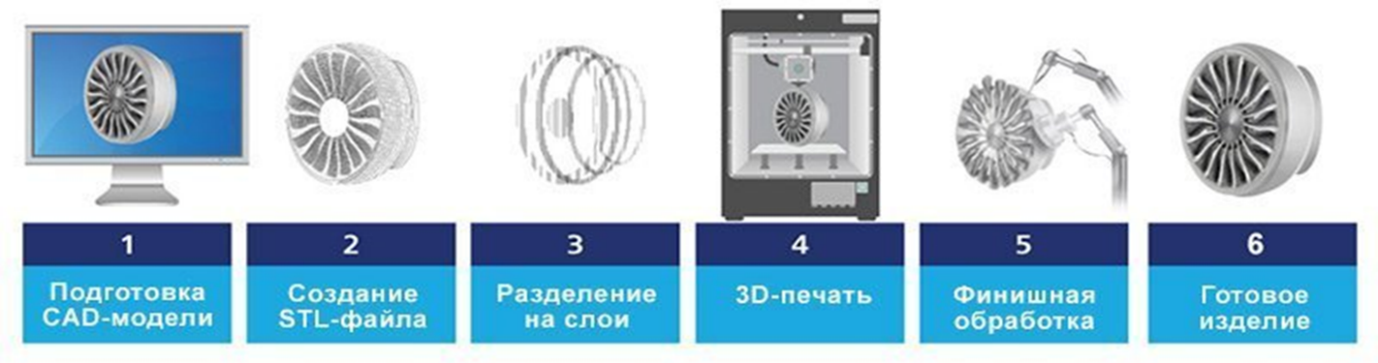 1
Подготовка
CAD-модели
2
Создание
STL-файла
3
Разделение
на слои
4
3D-печать
5
Финишная
обработка
6
Готовое
изделие